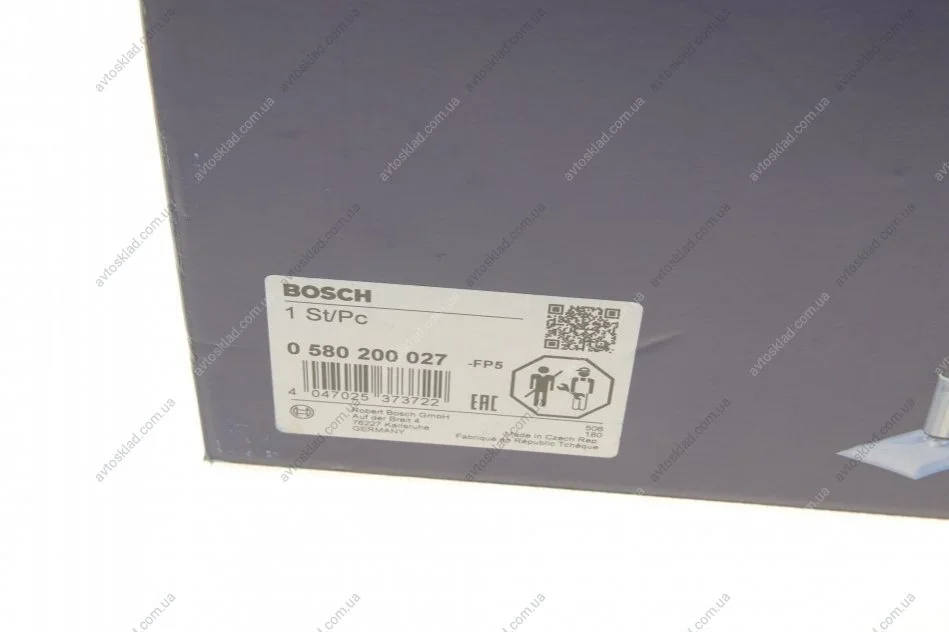 BOSCH
1 St/Pc
0 580 200 027 -FP5
4 047025 373722
EAC
Robert Bosch GmbH
Auf der Breit 4
76227 Karlsruhe
GERMANY
508
180
Made in Czech Rep.
Fabriqué en République Tchèque
avtosklad.com.ua